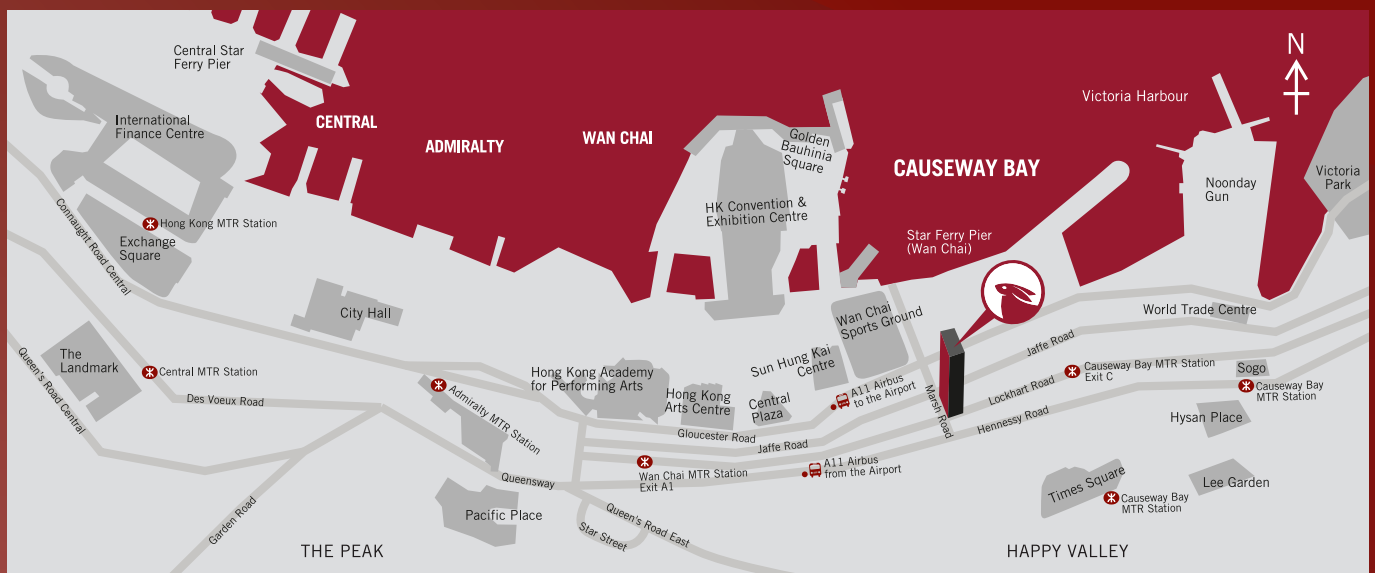 Central Star
Ferry Pier
N
Victoria Harbour
International
Finance Centre
CENTRAL
ADMIRALTY
WAN CHAI
Golden
Bauhinia
Square
CAUSEWAY BAY
Victoria
Park
Noonday
Gun
HK Convention &
Exhibition Centre
Connaught Road Central
Hong Kong MTR Station
Exchange
Square
Star Ferry Pier
(Wan Chai)
City Hall
Wan Chai
Sports Ground
World Trade Centre
The
Landmark
Central MTR Station
Queen's Road Central
Des Voeux Road
Admiralty MTR Station
Hong Kong Academy
for Performing Arts
Hong Kong
Arts Centre
Sun Hung Kai
Centre
Central
Plaza
A11 Airbus
to the Airport
Marsh Road
Jaffe Road
Lockhart Road
Hennessy Road
Causeway Bay MTR Station
Exit C
Sogo
Causeway Bay
MTR Station
Hysan Place
Gloucester Road
Jaffe Road
Wan Chai MTR Station
Exit A1
A11 Airbus
from the Airport
Queensway
Pacific Place
Garden Road
Star Street
Queen's Road East
Times Square
Causeway Bay
MTR Station
Lee Garden
THE PEAK
HAPPY VALLEY